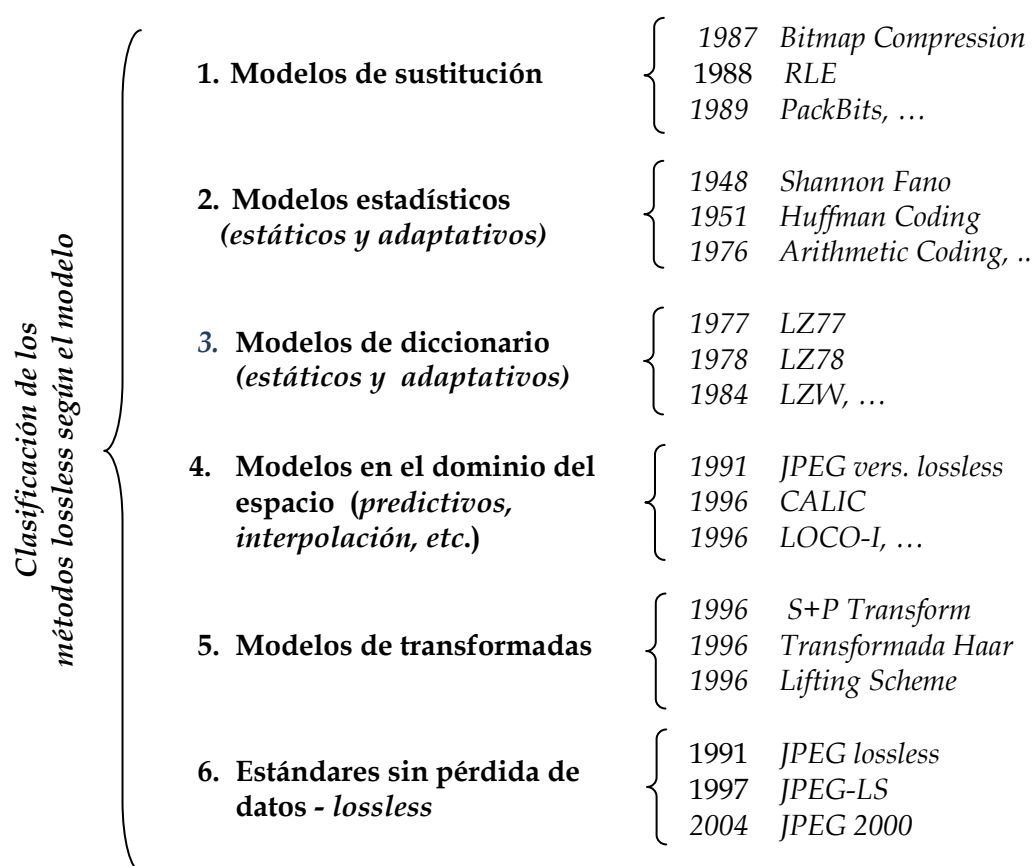 Clasificación de los
métodos lossless según el modelo
1. Modelos de sustitución
1987 Bitmap Compression
1988 RLE
1989 PackBits, …
2. Modelos estadísticos
(estáticos y adaptativos)
1948 Shannon Fano
1951 Huffman Coding
1976 Arithmetic Coding, ..
3. Modelos de diccionario
(estáticos y adaptativos)
1977 LZ77
1978 LZ78
1984 LZW, …
4. Modelos en el dominio del
espacio (predictivos,
interpolación, etc.)
1991 JPEG vers. lossless
1996 CALIC
1996 LOCO-I, …
5. Modelos de transformadas
1996 S+P Transform
1996 Transformada Haar
1996 Lifting Scheme
6. Estándares sin pérdida de
datos - lossless
1991 JPEG lossless
1997 JPEG-LS
2004 JPEG 2000